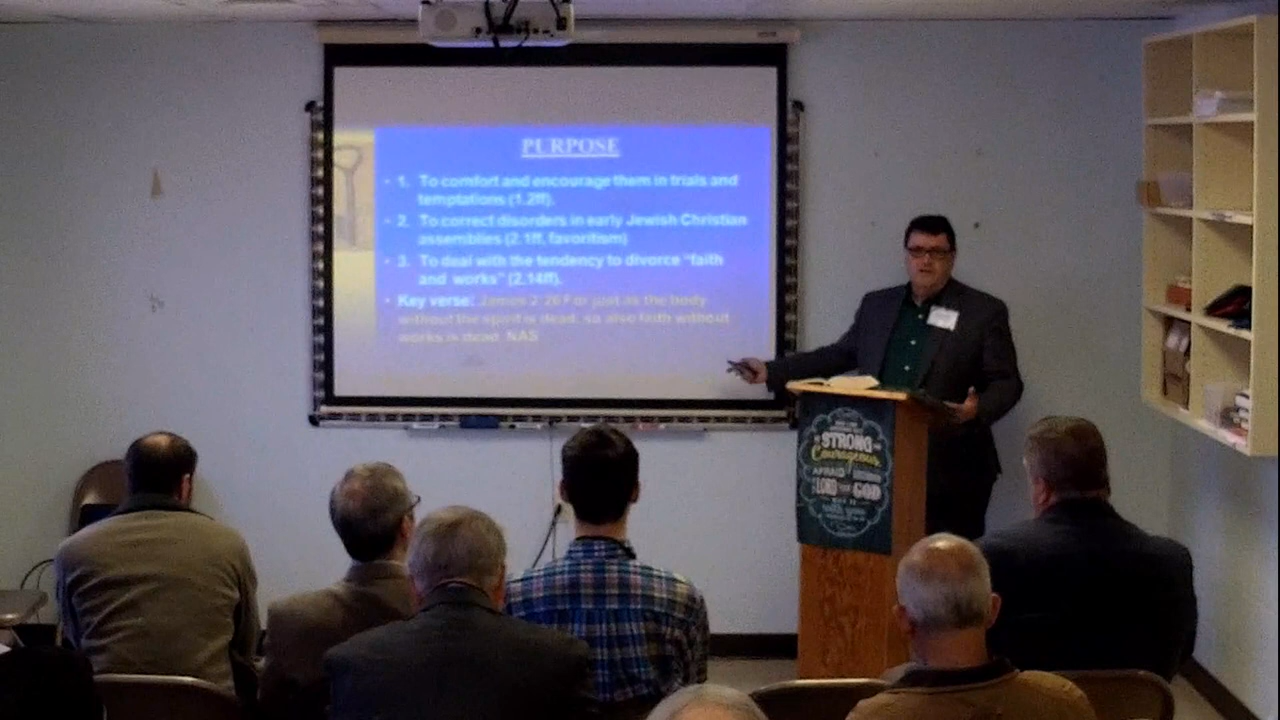 PURPOSE
• 1. To comfort and encourage them in trials and
temptations (1.2ff).
• 2. To correct disorders in early Jewish Christian
assemblies (2.1ff, favoritism)
• 3. To deal with the tendency to divorce "faith
and works" (2.14ff).
• Key verse: James 2:26 For just as the body
without the spirit is dead, so also faith without
works is dead. NAS
STRONG
Courageous
AFRAID
LORD GOD